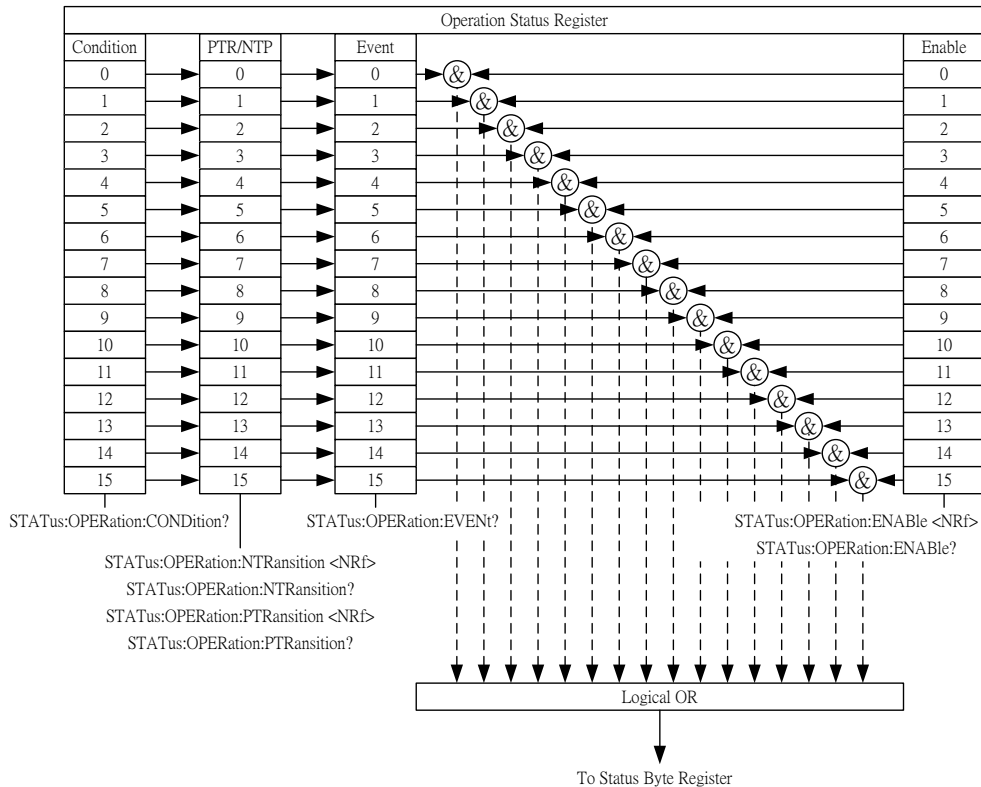 Operation Status Register
Condition PTR/NTP Event Enable
0 0 0 & 0
1 1 1 & 1
2 2 2 & 2
3 3 3 & 3
4 4 4 & 4
5 5 5 & 5
6 6 6 & 6
7 7 7 & 7
8 8 8 & 8
9 9 9 & 9
10 10 10 & 10
11 11 11 & 11
12 12 12 & 12
13 13 13 & 13
14 14 14 & 14
15 15 15 & 15
STATus:OPERation:CONDition? STATus:OPERation:EVENt? STATus:OPERation:ENABle <NRf>
STATus:OPERation:ENABle?
STATus:OPERation:NTRansition <NRf>
STATus:OPERation:NTRansition?
STATus:OPERation:PTRansition <NRf>
STATus:OPERation:PTRansition?
Logical OR
To Status Byte Register